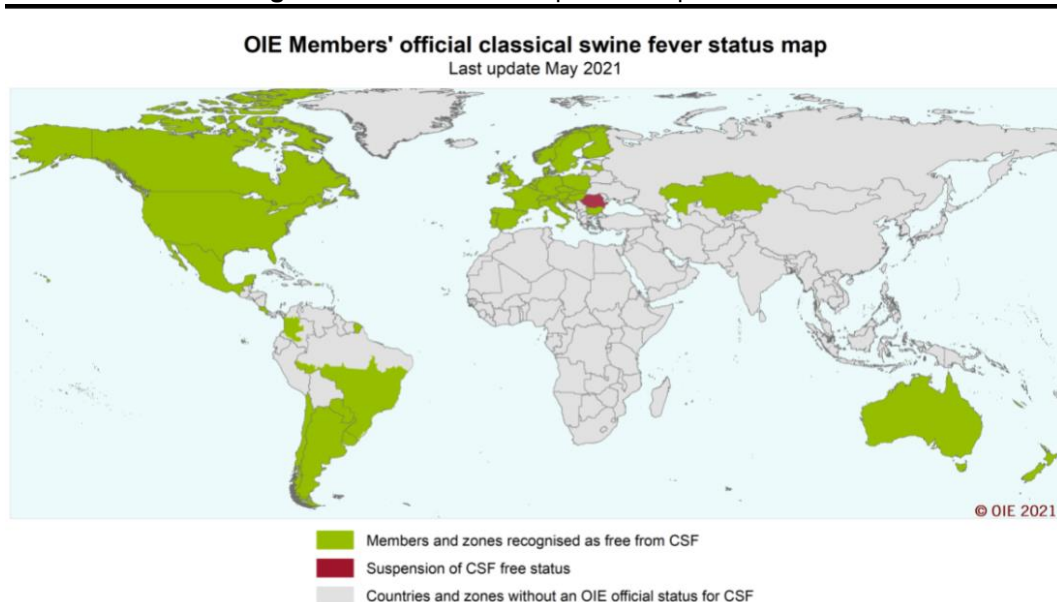 OIE Members' official classical swine fever status map
Last update May 2021
© OIE 2021
Members and zones recognised as free from CSF
Suspension of CSF free status
Countries and zones without an OIE official status for CSF